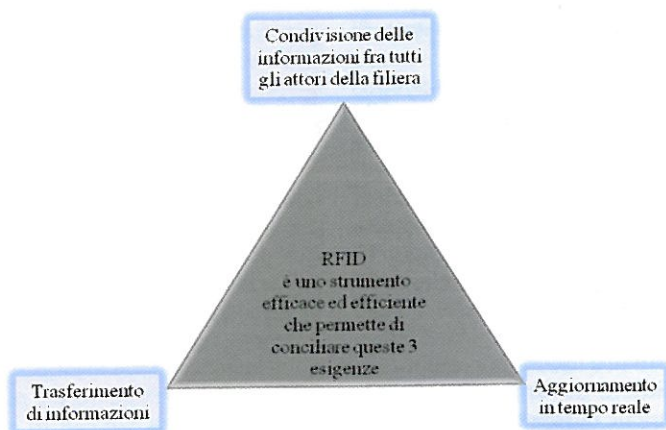 Condivisione delle
informazioni fra tutti
gli attori della filiera
RFID
è uno strumento
efficace ed efficiente
che permette di
conciliare queste 3
esigenze
Trasferimento
di informazioni
Aggiornamento
in tempo reale